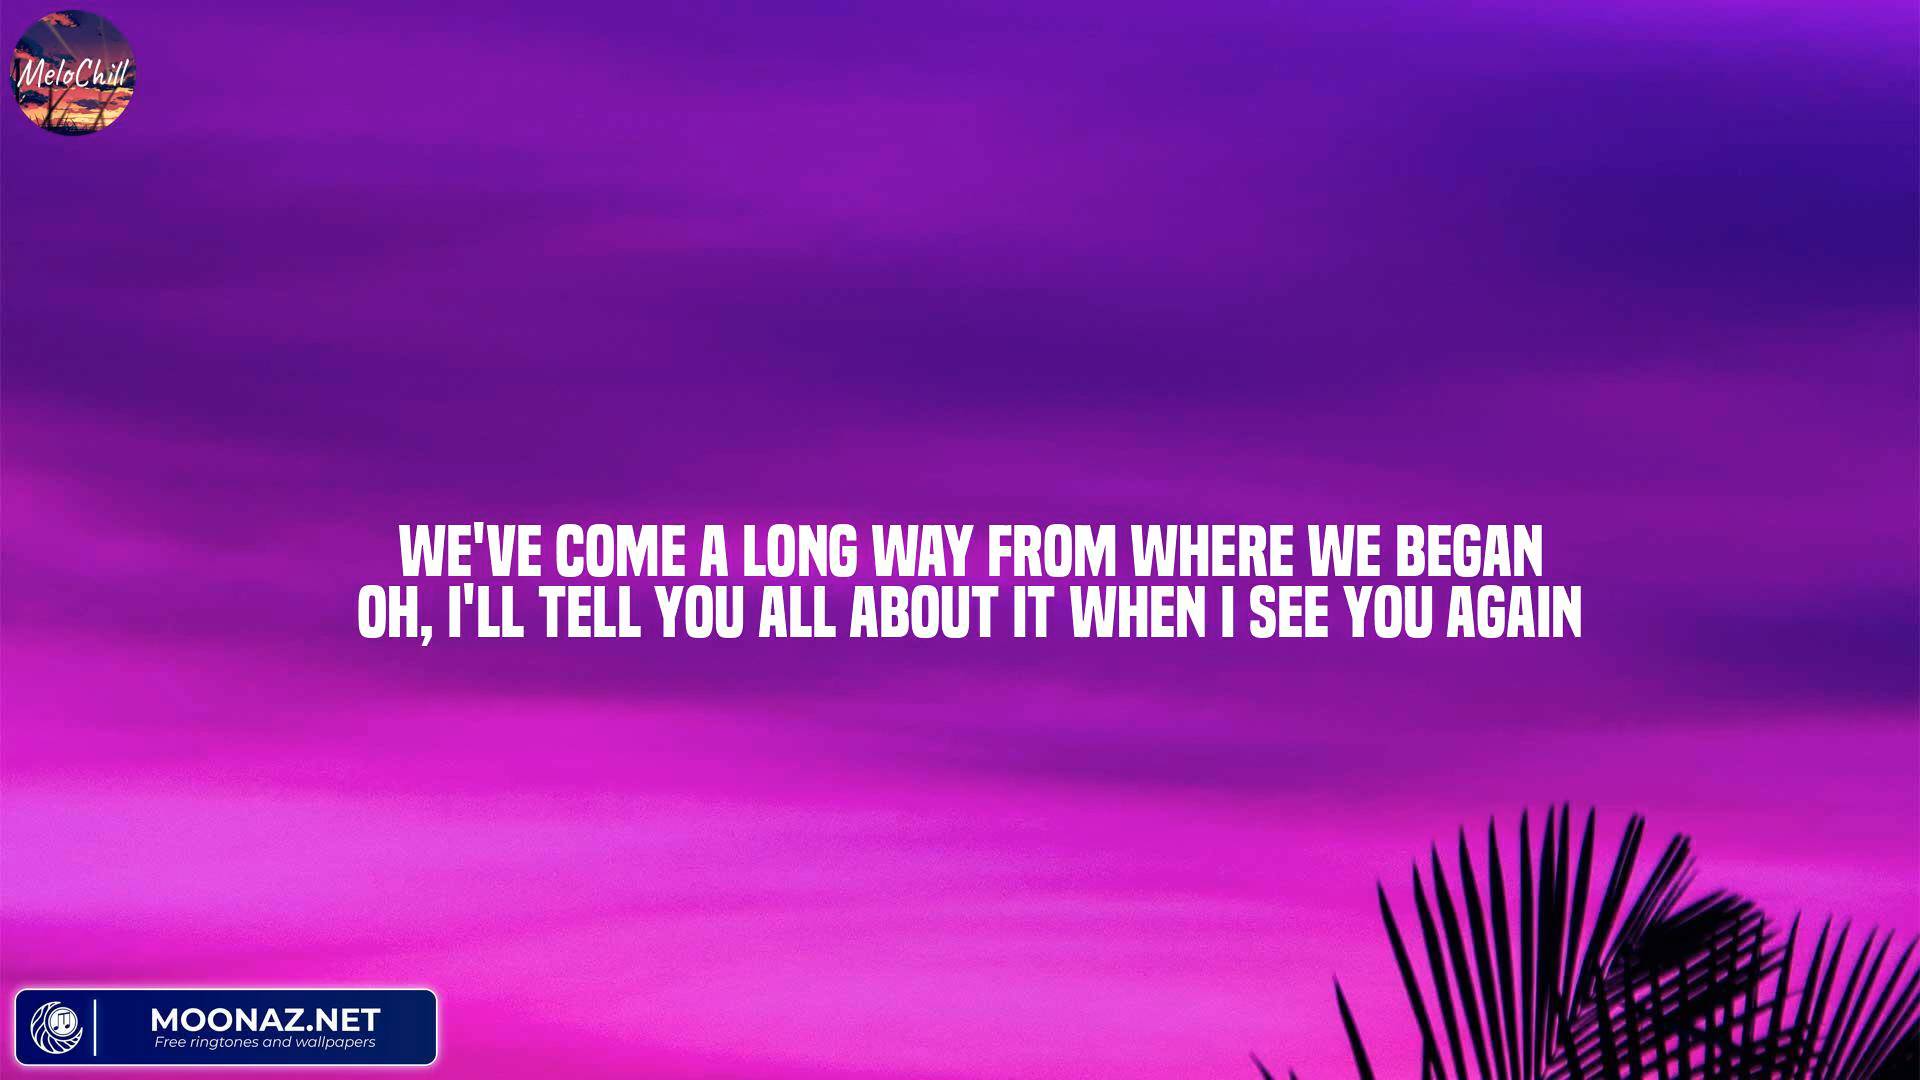 MeloChill
WE'VE COME A LONG WAY FROM WHERE WE BEGAN
OH, I'LL TELL YOU ALL ABOUT IT WHEN I SEE YOU AGAIN
MOONAZ.NET
Free ringtones and wallpapers